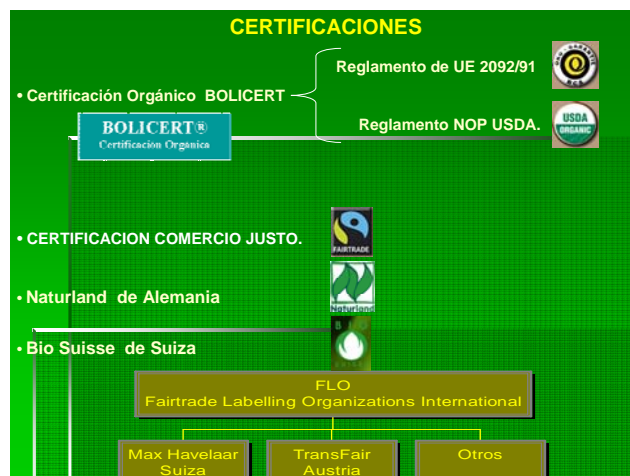 CERTIFICACIONES
Reglamento de UE 2092/91
• Certificación Orgánico BOLICERT
Reglamento NOP USDA.
USDA
ORGANIC
BOLICERT®
Certificación Orgánica
• CERTIFICACION COMERCIO JUSTO.
FAIRTRADE
• Naturland de Alemania
Naturland
BIO
SUISSE
• Bio Suisse de Suiza
FLO
Fairtrade Labelling Organizations International
Max Havelaar
Suiza
TransFair
Austria
Otros